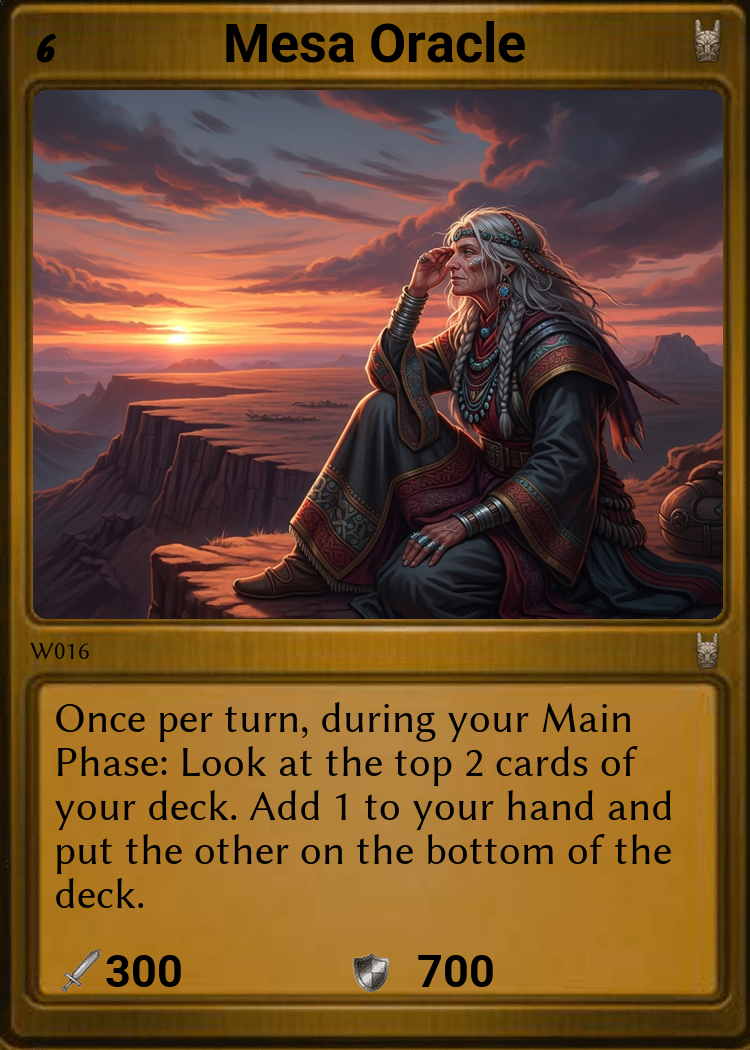 6
Mesa Oracle
W016
Once per turn, during your Main
Phase: Look at the top 2 cards of
your deck. Add 1 to your hand and
put the other on the bottom of the
deck.
300 700